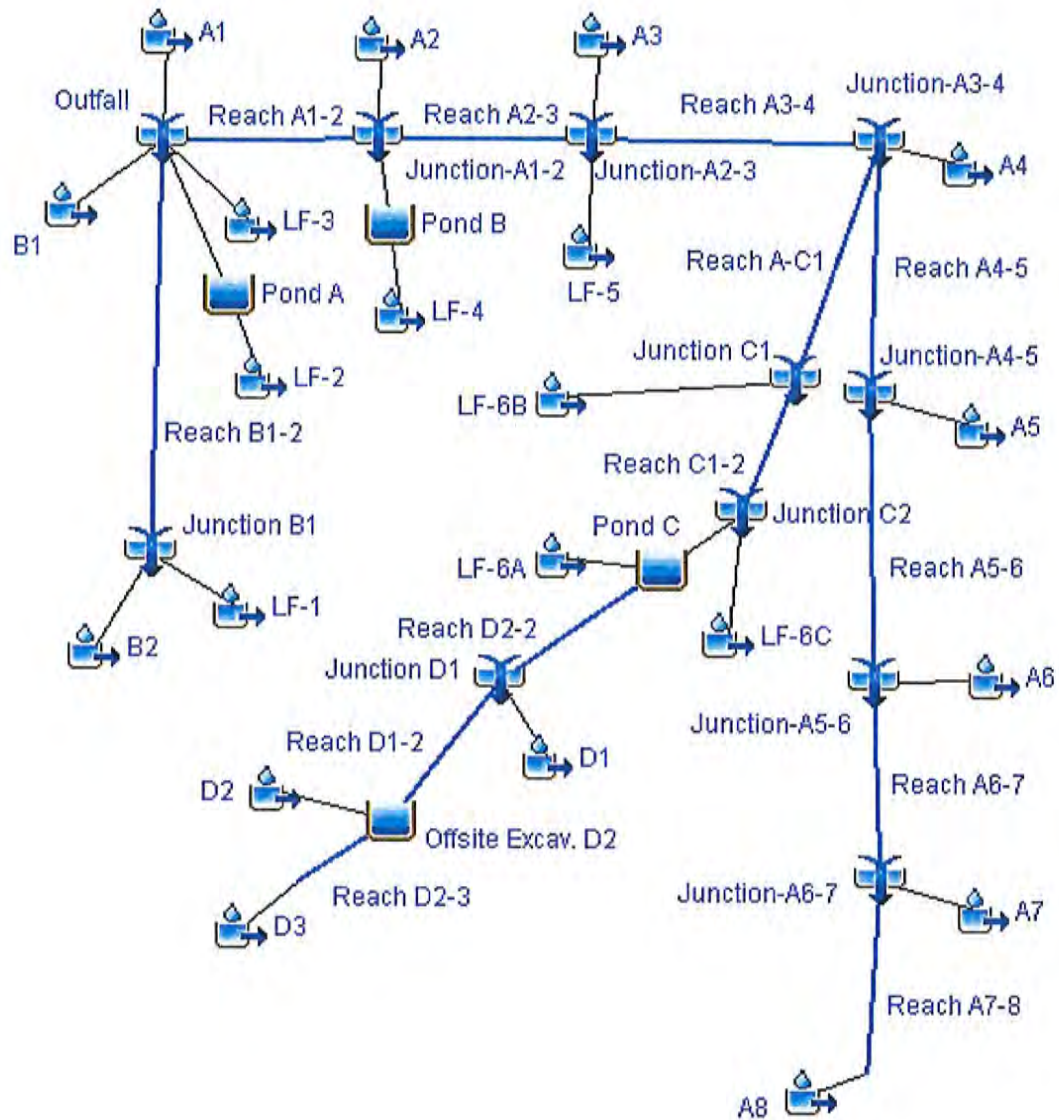 A1
A2
A3
Outfall
Reach A1-2
Reach A2-3
Reach A3-4
Junction-A3-4
Junction-A1-2
Junction-A2-3
A4
B1
LF-3
Pond B
Pond A
LF-4
LF-5
Reach A-C1
Reach A4-5
LF-2
Junction C1
Junction-A4-5
LF-6B
A5
Reach B1-2
Reach C1-2
Junction B1
Pond C
Junction C2
LF-6A
Reach A5-6
LF-1
B2
Reach D2-2
LF-6C
Junction D1
A6
Junction-A5-6
Reach D1-2
D1
D2
Reach A6-7
Offsite Excav. D2
Reach D2-3
Junction-A6-7
D3
A7
Reach A7-8
A8